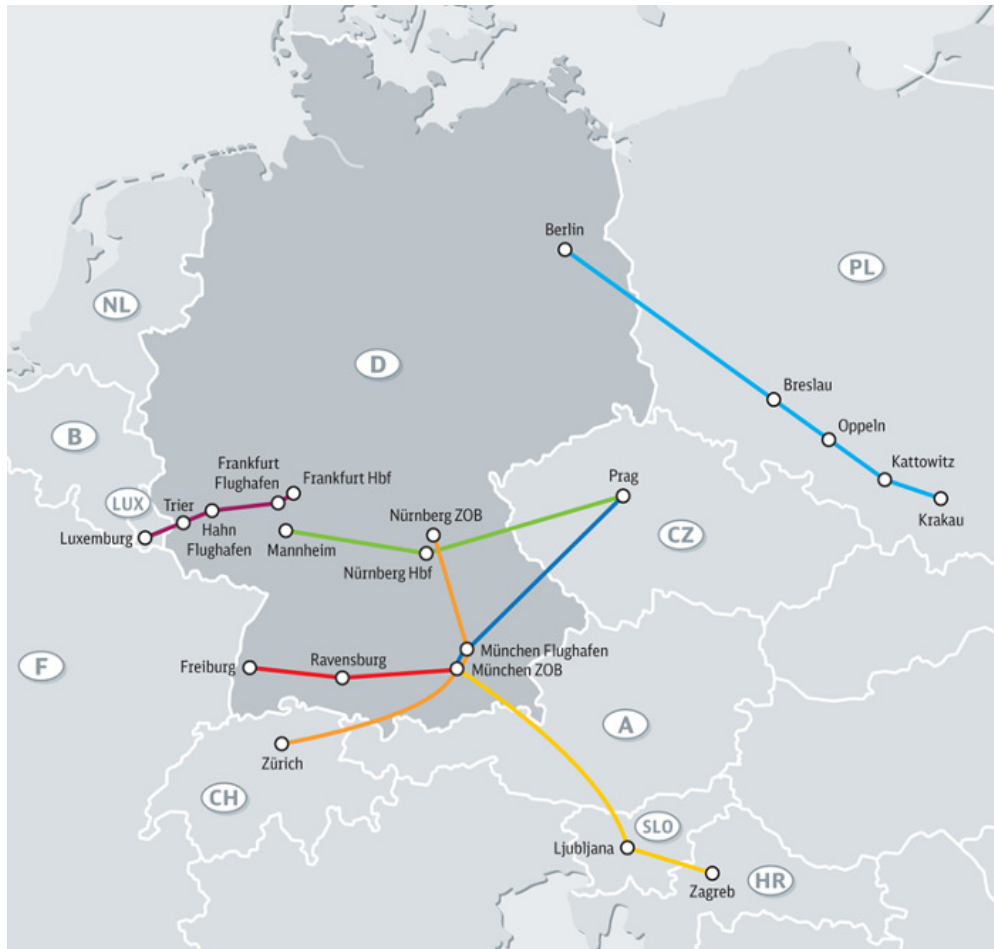 Berlin
PL
NL
D
Breslau
B
Oppeln
Frankfurt
Flughafen
Frankfurt Hbf
Kattowitz
Prag
LUX
Trier
Nürnberg ZOB
Krakau
Luxemburg
Hahn
Flughafen
Mannheim
CZ
Nürnberg Hbf
München Flughafen
F
Freiburg
Ravensburg
München ZOB
A
Zürich
CH
SLO
Ljubljana
Zagreb
HR